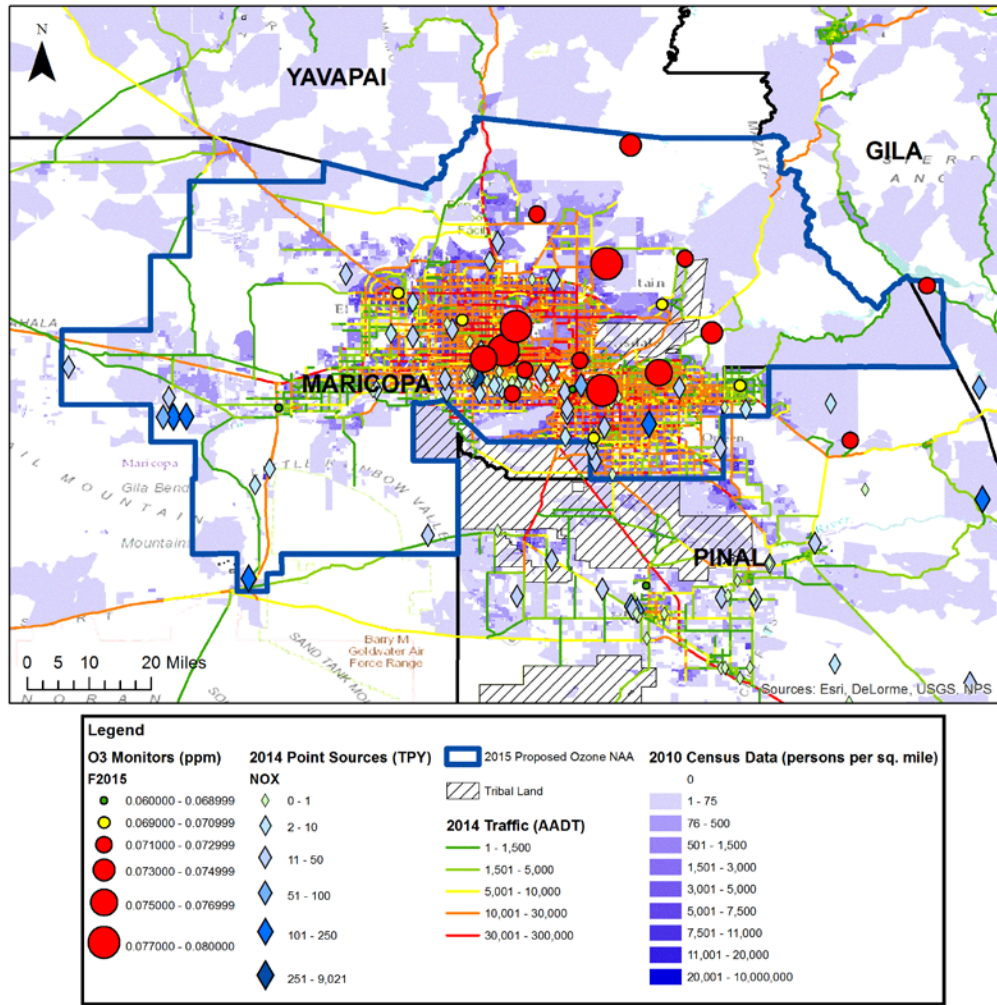 N
YAVAPAI
GILA
MARICOPA
Maricopa
Gila Bend
Mountains
PINAL
Barry M
Goldwater Air
Force Range
0 5 10 20 Miles
Sources: Esri, DeLorme, USGS, NPS
Legend
O3 Monitors (ppm)
F2015
0.060000 - 0.068999
0.069000 - 0.070999
0.071000 - 0.072999
0.073000 - 0.074999
0.075000 - 0.076999
0.077000 - 0.080000
2014 Point Sources (TPY)
NOX
0 - 1
2 - 10
11 - 50
51 - 100
101 - 250
251 - 9,021
2015 Proposed Ozone NAA
Tribal Land
2014 Traffic (AADT)
1 - 1,500
1,501 - 5,000
5,001 - 10,000
10,001 - 30,000
30,001 - 300,000
2010 Census Data (persons per sq. mile)
0
1 - 75
76 - 500
501 - 1,500
1,501 - 3,000
3,001 - 5,000
5,001 - 7,500
7,501 - 11,000
11,001 - 20,000
20,001 - 10,000,000